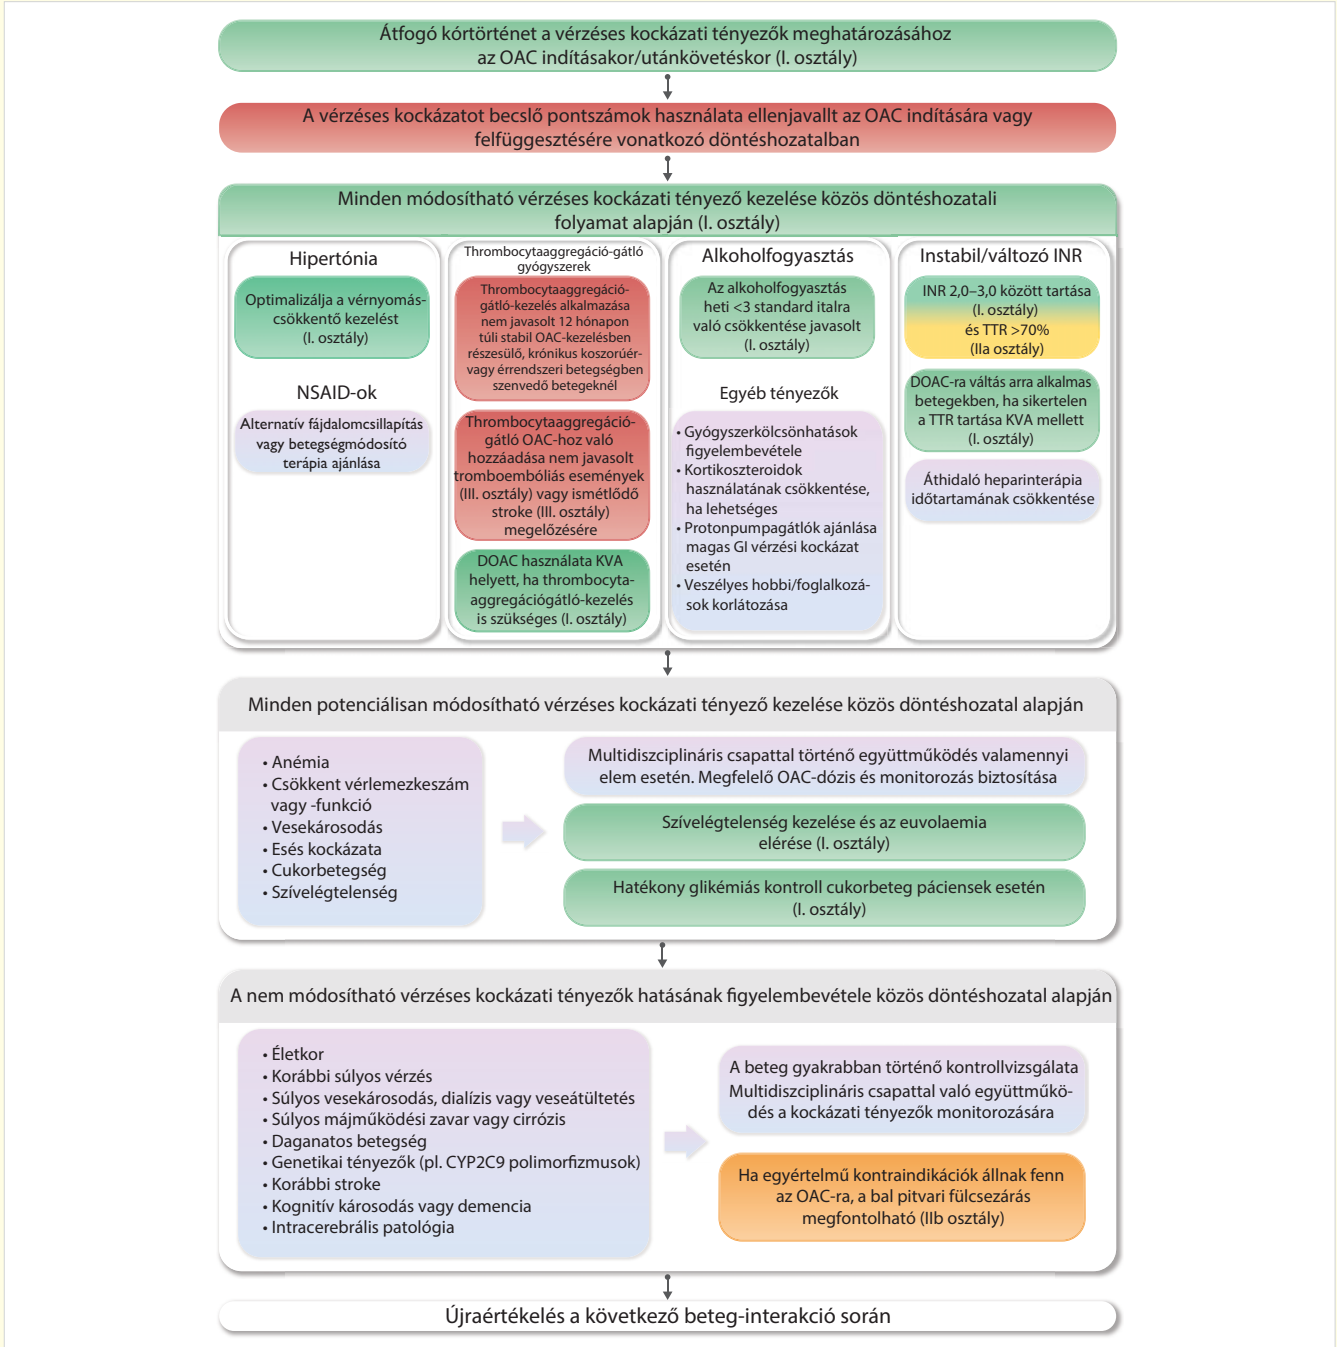 Átfogó kórtörténet a vérzéses kockázati tényezők meghatározásához
az OAC indításakor/utánkövetéskor (I. osztály)
A vérzéses kockázatot becslő pontszámok használata ellenjavallt az OAC indítására vagy
felfüggesztésére vonatkozó döntéshozatalban
Minden módosítható vérzéses kockázati tényező kezelése közös döntéshozatali
folyamat alapján (I. osztály)
Hipertónia
Optimalizálja a vérnyomás-
csökkentő kezelést
(I. osztály)
NSAID-ok
Alternatív fájdalomcsillapítás
vagy betegségmódosító
terápia ajánlása
Thrombocytaaggregáció-gátló
gyógyszerek
Thrombocytaaggregáció-
gátló-kezelés alkalmazása
nem javasolt 12 hónapon
túli stabil OAC-kezelésben
részesülő, krónikus koszorúér-
vagy érrendszeri betegségben
szenvedő betegeknél
Thrombocytaaggregáció-
gátló OAC-hoz való
hozzáadása nem javasolt
tromboembóliás események
(III. osztály) vagy ismétlődő
stroke (III. osztály)
megelőzésére
DOAC használata KVA
helyett, ha thrombocyta-
aggregációgátló-kezelés
is szükséges (I. osztály)
Alkoholfogyasztás
Az alkoholfogyasztás
heti <3 standard italra
való csökkentése javasolt
(I. osztály)
Egyéb tényezők
• Gyógyszerkölcsönhatások
figyelembevétele
• Kortikoszteroidok
használatának csökkentése,
ha lehetséges
• Protonpumpagátlók ajánlása
magas GI vérzési kockázat
esetén
• Veszélyes hobbi/foglalkozá-
sok korlátozása
Instabil/változó INR
INR 2,0–3,0 között tartása
(I. osztály)
és TTR >70%
(IIa osztály)
DOAC-ra váltás arra alkalmas
betegekben, ha sikertelen
a TTR tartása KVA mellett
(I. osztály)
Áthidaló heparinterápia
időtartamának csökkentése
Minden potenciálisan módosítható vérzéses kockázati tényező kezelése közös döntéshozatal alapján
• Anémia
• Csökkent vérlemezkeszám
vagy -funkció
• Vesekárosodás
• Esés kockázata
• Cukorbetegség
• Szívelégtelenség
Multidiszciplináris csapattal történő együttműködés valamennyi
elem esetén. Megfelelő OAC-dózis és monitorozás biztosítása
Szívelégtelenség kezelése és az euvolaemia
elérése (I. osztály)
Hatékony glikémiás kontroll cukorbeteg páciensek esetén
(I. osztály)
A nem módosítható vérzéses kockázati tényezők hatásának figyelembevétele közös döntéshozatal alapján
• Életkor
• Korábbi súlyos vérzés
• Súlyos vesekárosodás, dialízis vagy veseátültetés
• Súlyos májműködési zavar vagy cirrózis
• Daganatos betegség
• Genetikai tényezők (pl. CYP2C9 polimorfizmusok)
• Korábbi stroke
• Kognitív károsodás vagy demencia
• Intracerebrális patológia
A beteg gyakrabban történő kontrollvizsgálata
Multidiszciplináris csapattal való együttműkö-
dés a kockázati tényezők monitorozására
Ha egyértelmű kontraindikációk állnak fenn
az OAC-ra, a bal pitvari fülcsezárás
megfontolható (IIb osztály)
Újraértékelés a következő beteg-interakció során